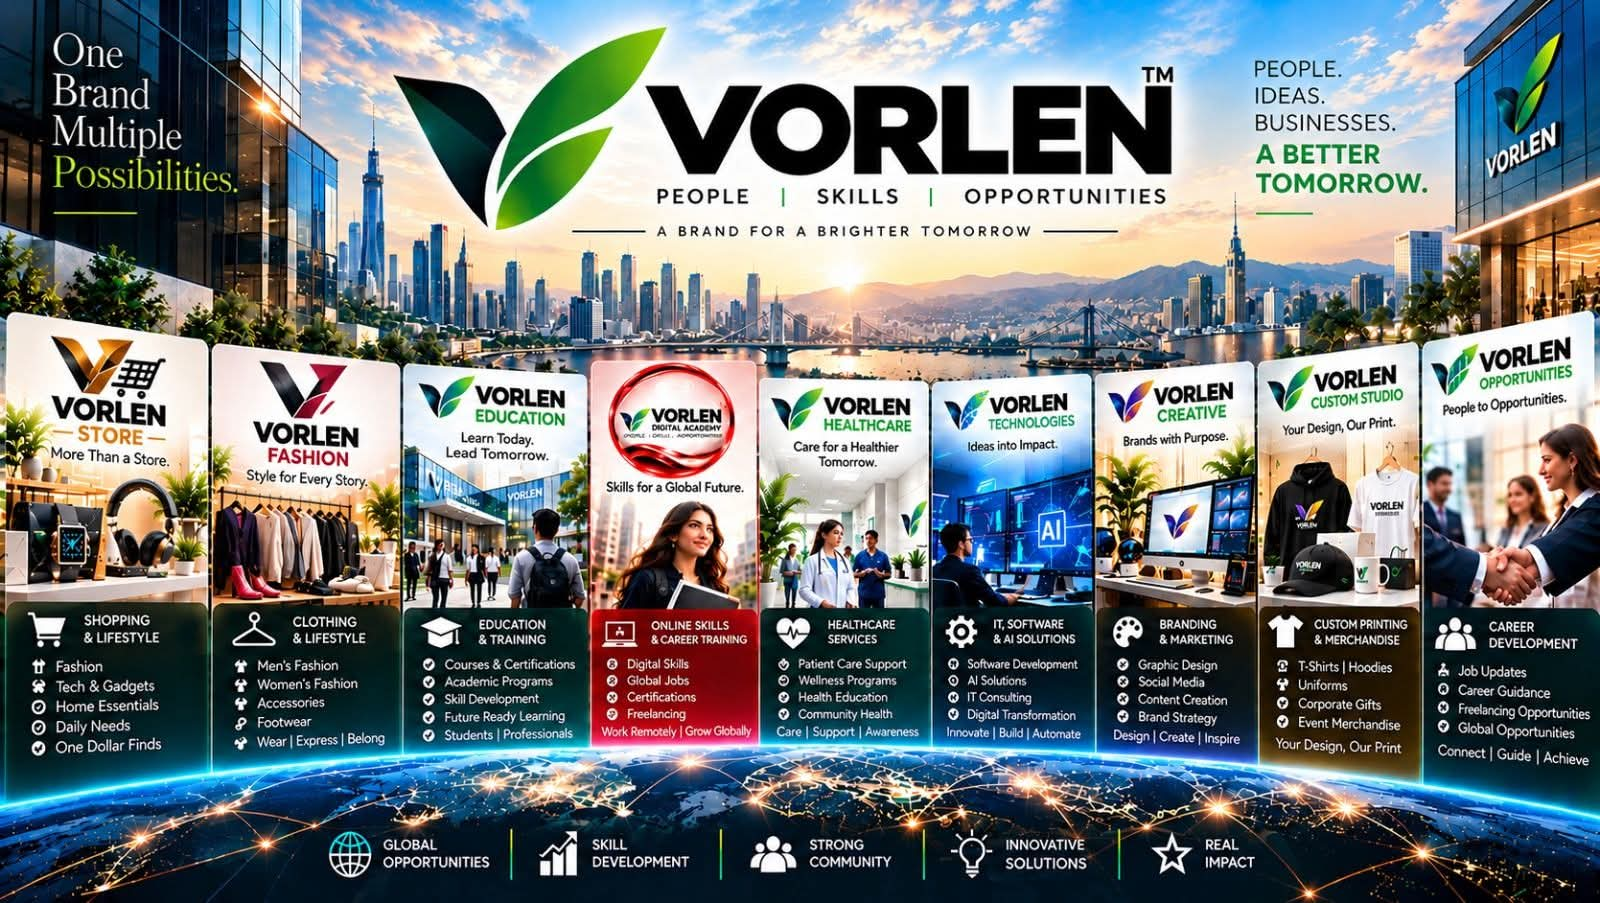 One
Brand
Multiple
Possibilities.
VORLEN™
PEOPLE | SKILLS | OPPORTUNITIES
A BRAND FOR A BRIGHTER TOMORROW
PEOPLE.
IDEAS.
BUSINESSES.
A BETTER
TOMORROW.
VORLEN
VORLEN
STORE
More Than a Store.
SHOPPING
& LIFESTYLE
Fashion
Tech & Gadgets
Home Essentials
Daily Needs
One Dollar Finds
VORLEN
FASHION
Style for Every Story.
CLOTHING
& LIFESTYLE
Men's Fashion
Women's Fashion
Accessories
Footwear
Wear | Express | Belong
VORLEN
EDUCATION
Learn Today.
Lead Tomorrow.
VORLEN
EDUCATION
& TRAINING
Courses & Certifications
Academic Programs
Skill Development
Future Ready Learning
Students | Professionals
VORLEN
DIGITAL ACADEMY
Skills for a Global Future.
ONLINE SKILLS
& CAREER TRAINING
Digital Skills
Global Jobs
Certifications
Freelancing
Work Remotely | Grow Globally
VORLEN
HEALTHCARE
Care for a Healthier
Tomorrow.
HEALTHCARE
SERVICES
Patient Care Support
Wellness Programs
Health Education
Community Health
Care | Support | Awareness
VORLEN
TECHNOLOGIES
Ideas into Impact.
AI
IT, SOFTWARE
& AI SOLUTIONS
Software Development
AI Solutions
IT Consulting
Digital Transformation
Innovate | Build | Automate
VORLEN
CREATIVE
Brands with Purpose.
BRANDING
& MARKETING
Graphic Design
Social Media
Content Creation
Brand Strategy
Design | Create | Inspire
VORLEN
CUSTOM STUDIO
Your Design, Our Print.
VORLEN
VORLEN
VORLEN
CUSTOM PRINTING
& MERCHANDISE
T-Shirts | Hoodies
Uniforms
Corporate Gifts
Event Merchandise
Your Design, Our Print
VORLEN
OPPORTUNITIES
People to Opportunities.
CAREER
DEVELOPMENT
Job Updates
Career Guidance
Freelancing Opportunities
Global Opportunities
Connect | Guide | Achieve
GLOBAL
OPPORTUNITIES
SKILL
DEVELOPMENT
STRONG
COMMUNITY
INNOVATIVE
SOLUTIONS
REAL
IMPACT